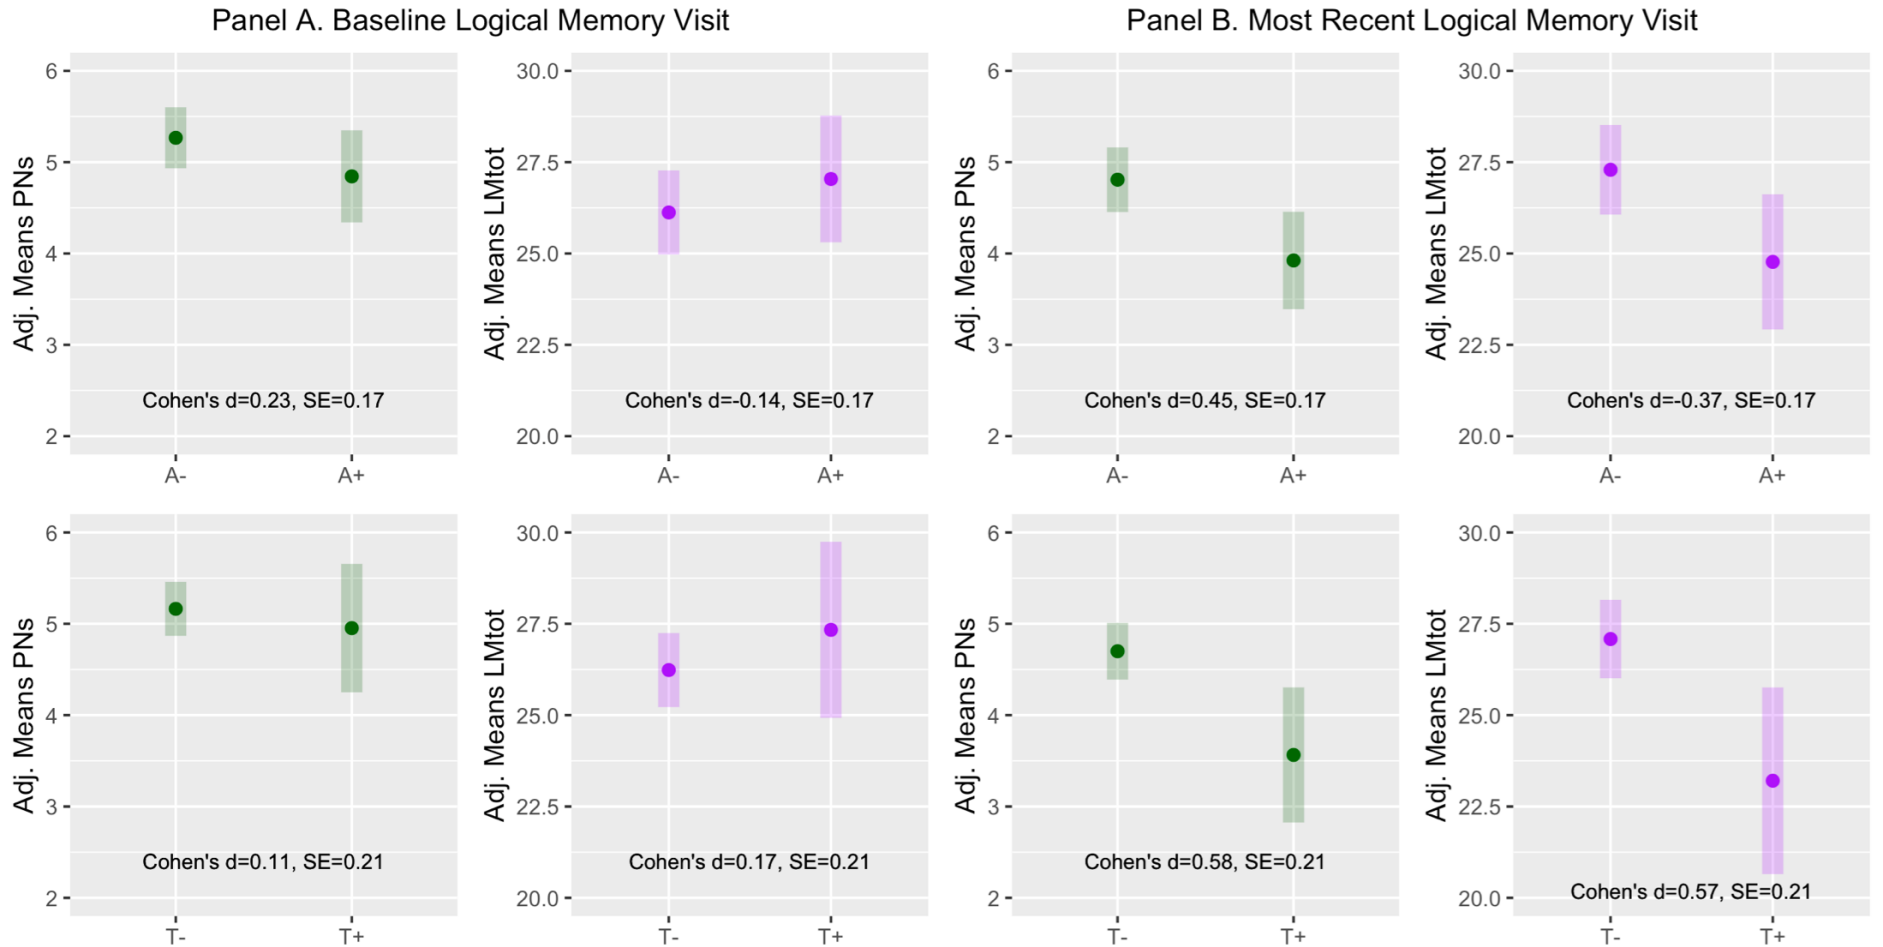 Panel A. Baseline Logical Memory Visit
Panel B. Most Recent Logical Memory Visit
Adj. Means PNs
6
5
4
3
2
Cohen's d=0.23, SE=0.17
A-
A+
Adj. Means LMtot
30.0
27.5
25.0
22.5
20.0
Cohen's d=-0.14, SE=0.17
A-
A+
Adj. Means PNs
6
5
4
3
2
Cohen's d=0.45, SE=0.17
A-
A+
Adj. Means LMtot
30.0
27.5
25.0
22.5
20.0
Cohen's d=-0.37, SE=0.17
A-
A+
Adj. Means PNs
6
5
4
3
2
Cohen's d=0.11, SE=0.21
T-
T+
Adj. Means LMtot
30.0
27.5
25.0
22.5
20.0
Cohen's d=0.17, SE=0.21
T-
T+
Adj. Means PNs
6
5
4
3
2
Cohen's d=0.58, SE=0.21
T-
T+
Adj. Means LMtot
30.0
27.5
25.0
22.5
20.0
Cohen's d=0.57, SE=0.21
T-
T+